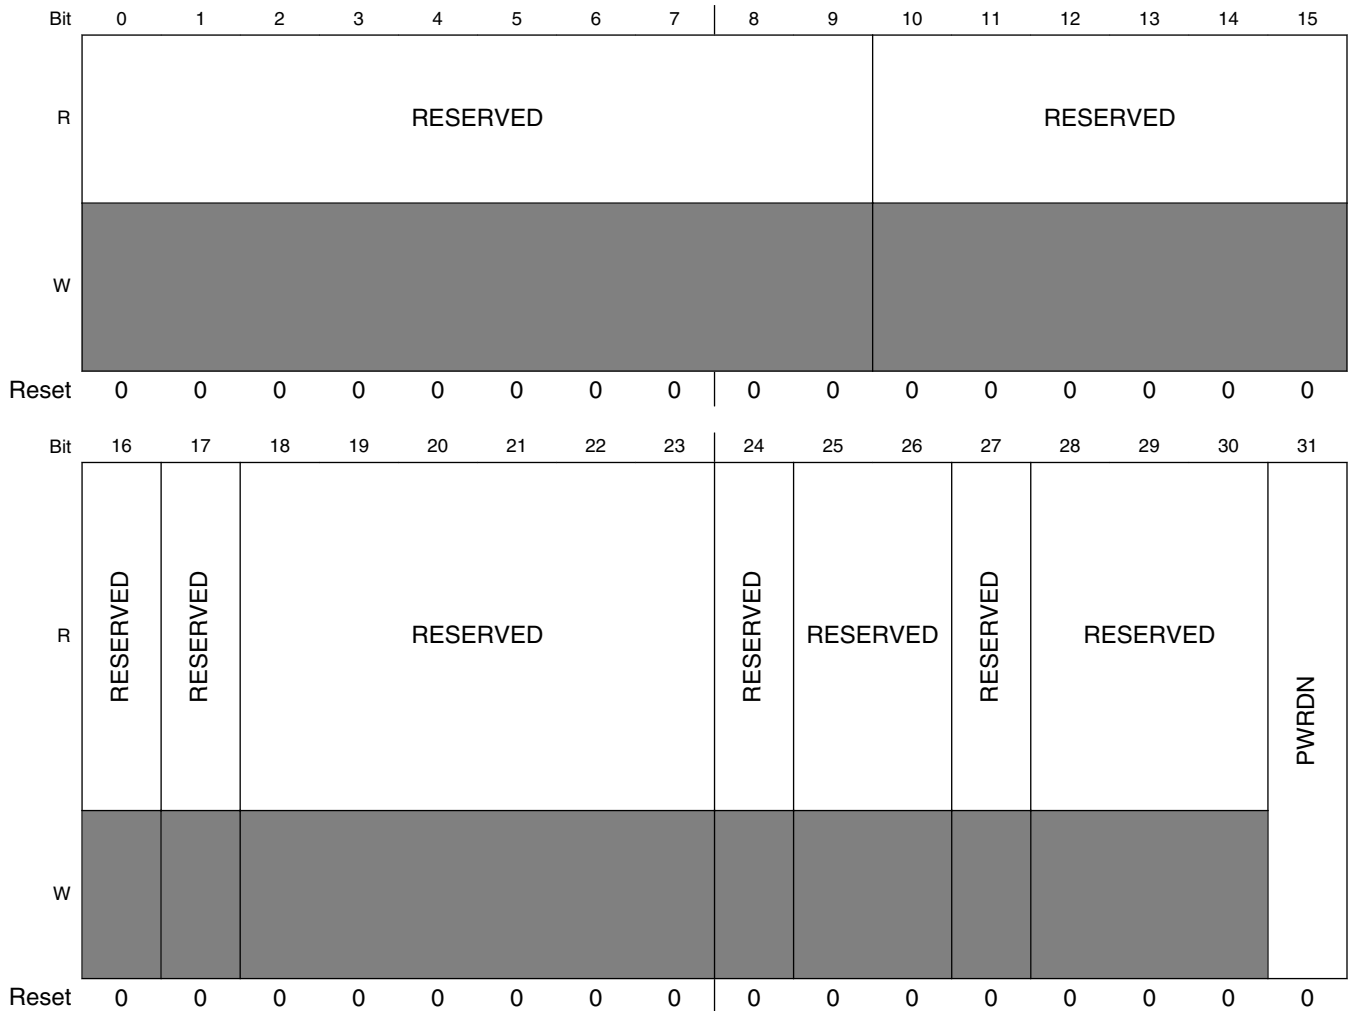 Bit 0 1 2 3 4 5 6 7 8 9 10 11 12 13 14 15
R RESERVED RESERVED
W
Reset 0 0 0 0 0 0 0 0 0 0 0 0 0 0 0 0
Bit 16 17 18 19 20 21 22 23 24 25 26 27 28 29 30 31
R RESERVED RESERVED RESERVED RESERVED RESERVED RESERVED RESERVED PWRDN
W
Reset 0 0 0 0 0 0 0 0 0 0 0 0 0 0 0 0